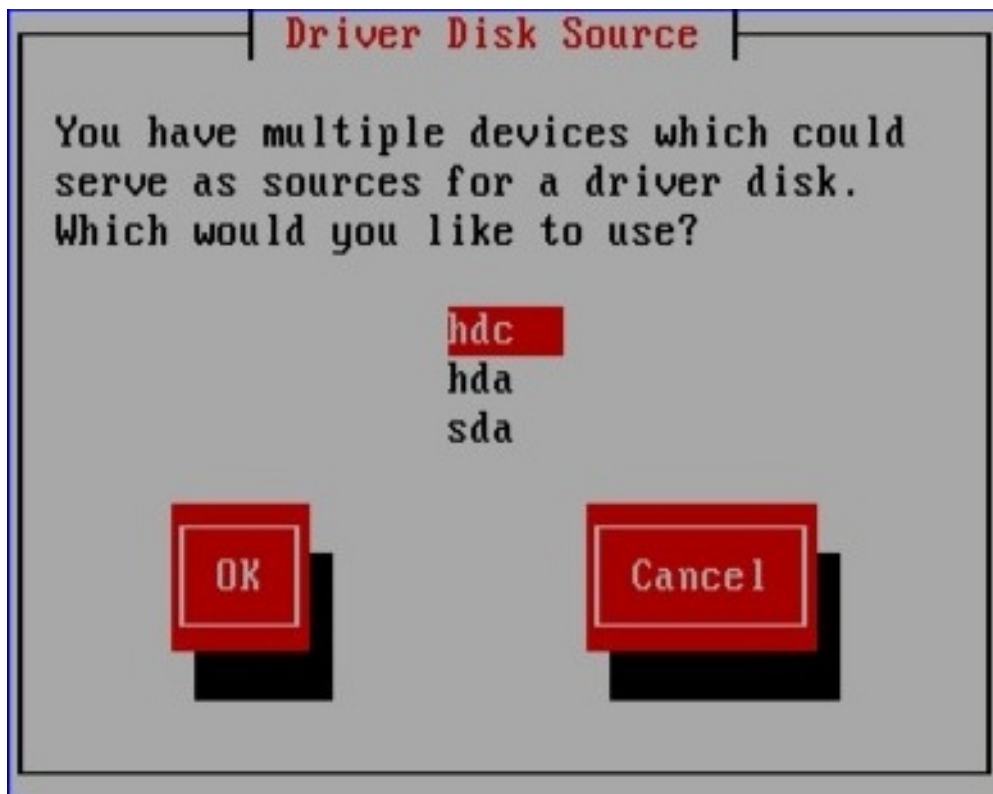 Driver Disk Source
You have multiple devices which could
serve as sources for a driver disk.
Which would you like to use?
hdc
hda
sda
OK
Cancel